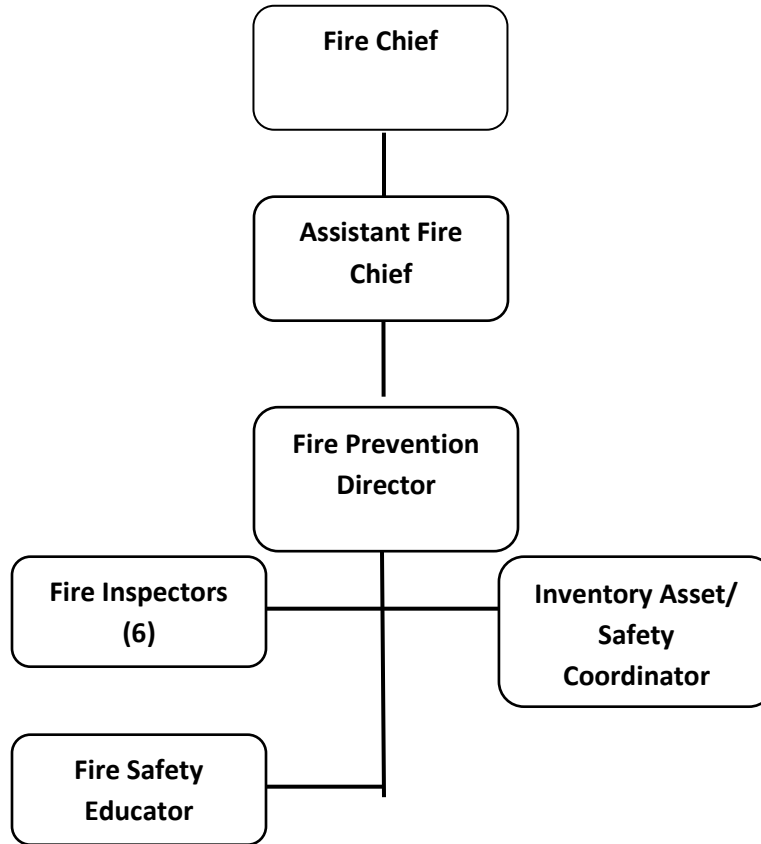 Fire Chief
Assistant Fire
Chief
Fire Prevention
Director
Fire Inspectors
(6)
Inventory Asset/
Safety
Coordinator
Fire Safety
Educator